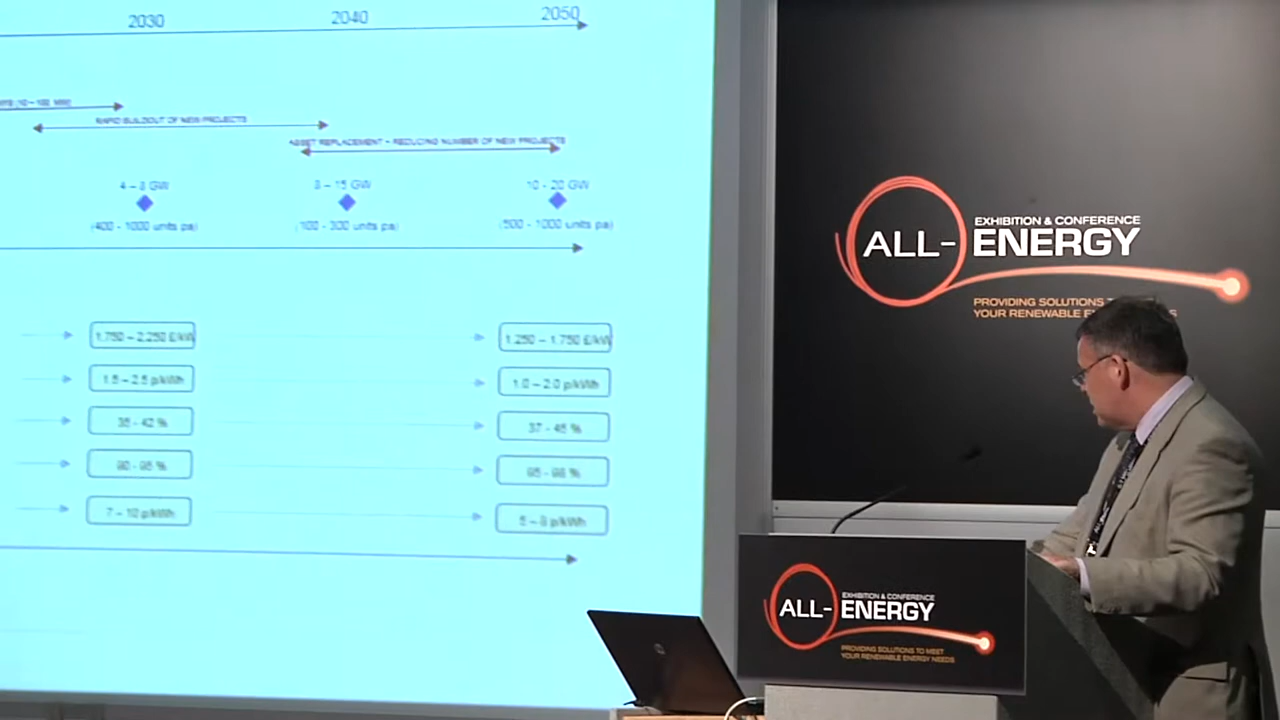 2030 2040 2050
RAPID BUILDOUT OF NEW PROJECTS
ASSET REPLACEMENT - REDUCING NUMBER OF NEW PROJECTS
4 - 8 GW 8 - 15 GW 10 - 20 GW
(400 - 1000 units pa) (100 - 300 units pa) (500 - 1000 units pa)
1,750 - 2,250 £/kW 1,250 - 1,750 £/kW
1.5 - 2.5 p/kWh 1.0 - 2.0 p/kWh
35 - 42 % 37 - 45 %
90 - 95 % 95 - 98 %
7 - 10 p/kWh 5 - 8 p/kWh
EXHIBITION & CONFERENCE
ALL-ENERGY
PROVIDING SOLUTIONS
YOUR RENEWABLE
EXHIBITION & CONFERENCE
ALL-ENERGY
PROVIDING SOLUTIONS TO MEET
YOUR RENEWABLE ENERGY NEEDS